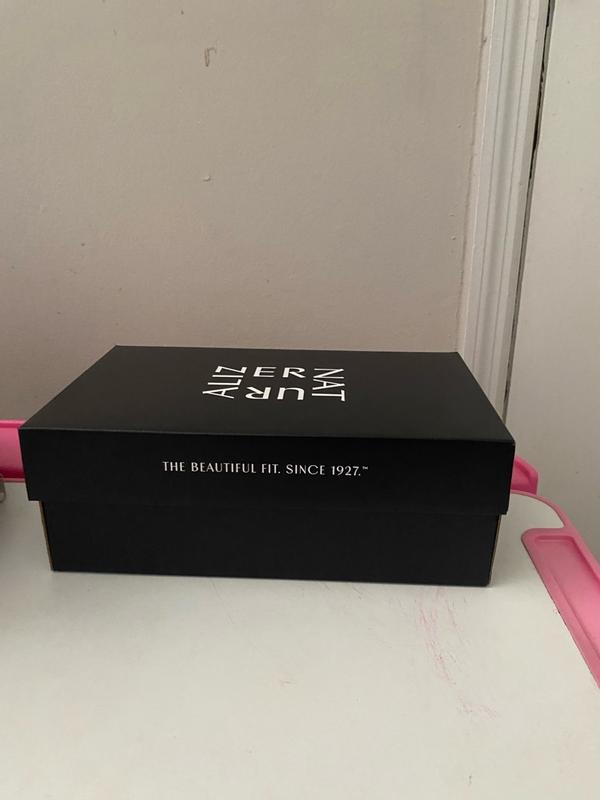 NATURALIZER
THE BEAUTIFUL FIT. SINCE 1927.™